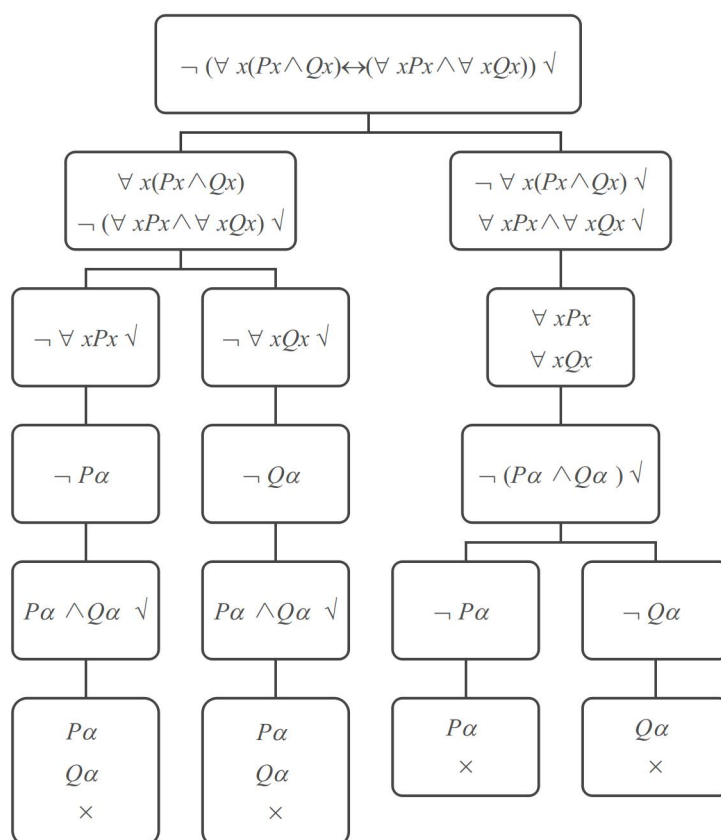 ¬ (∀ x(Px∧Qx)↔(∀ xPx∧∀ xQx)) √
∀ x(Px∧Qx)
¬ (∀ xPx∧∀ xQx) √
¬ ∀ x(Px∧Qx) √
∀ xPx∧∀ xQx √
¬ ∀ xPx √
¬ ∀ xQx √
∀ xPx
∀ xQx
¬ Pα
¬ Qα
¬ (Pα ∧Qα ) √
Pα ∧Qα √
Pα ∧Qα √
¬ Pα
¬ Qα
Pα
Qα
×
Pα
Qα
×
Pα
×
Qα
×